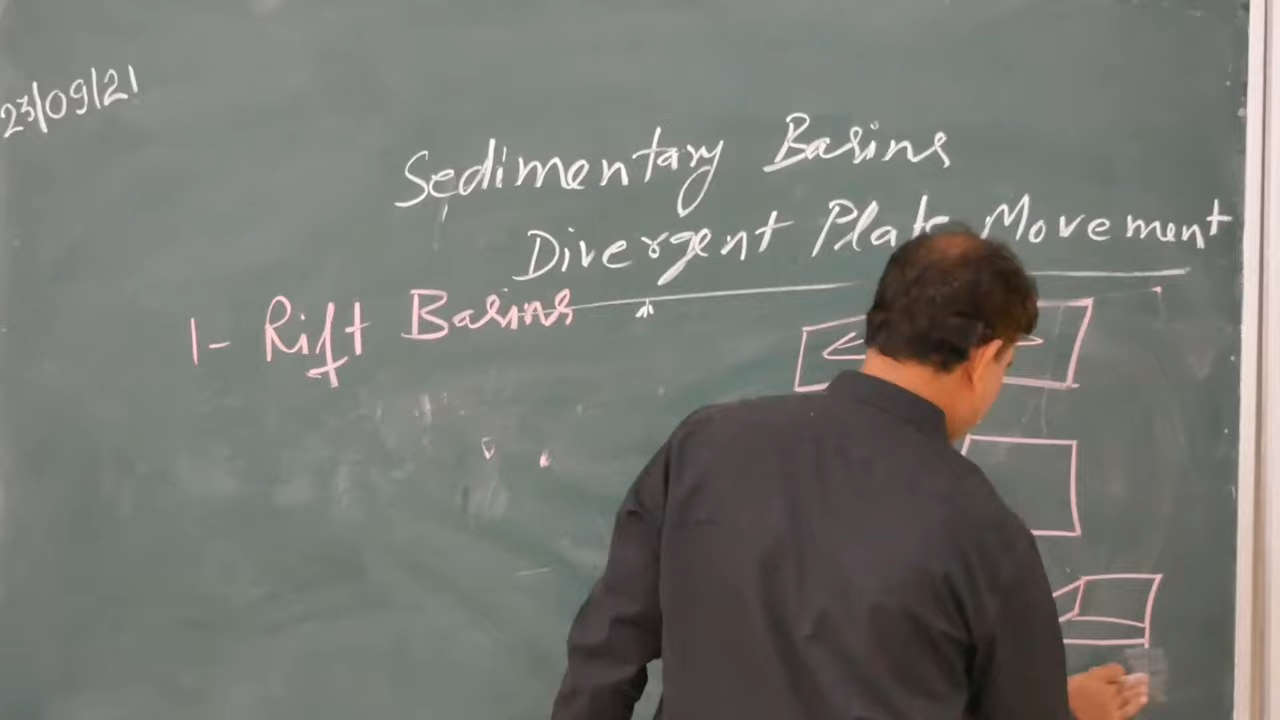 23/09/21
Sedimentary Basins
Divergent Plate Movement
1- Rift Basins